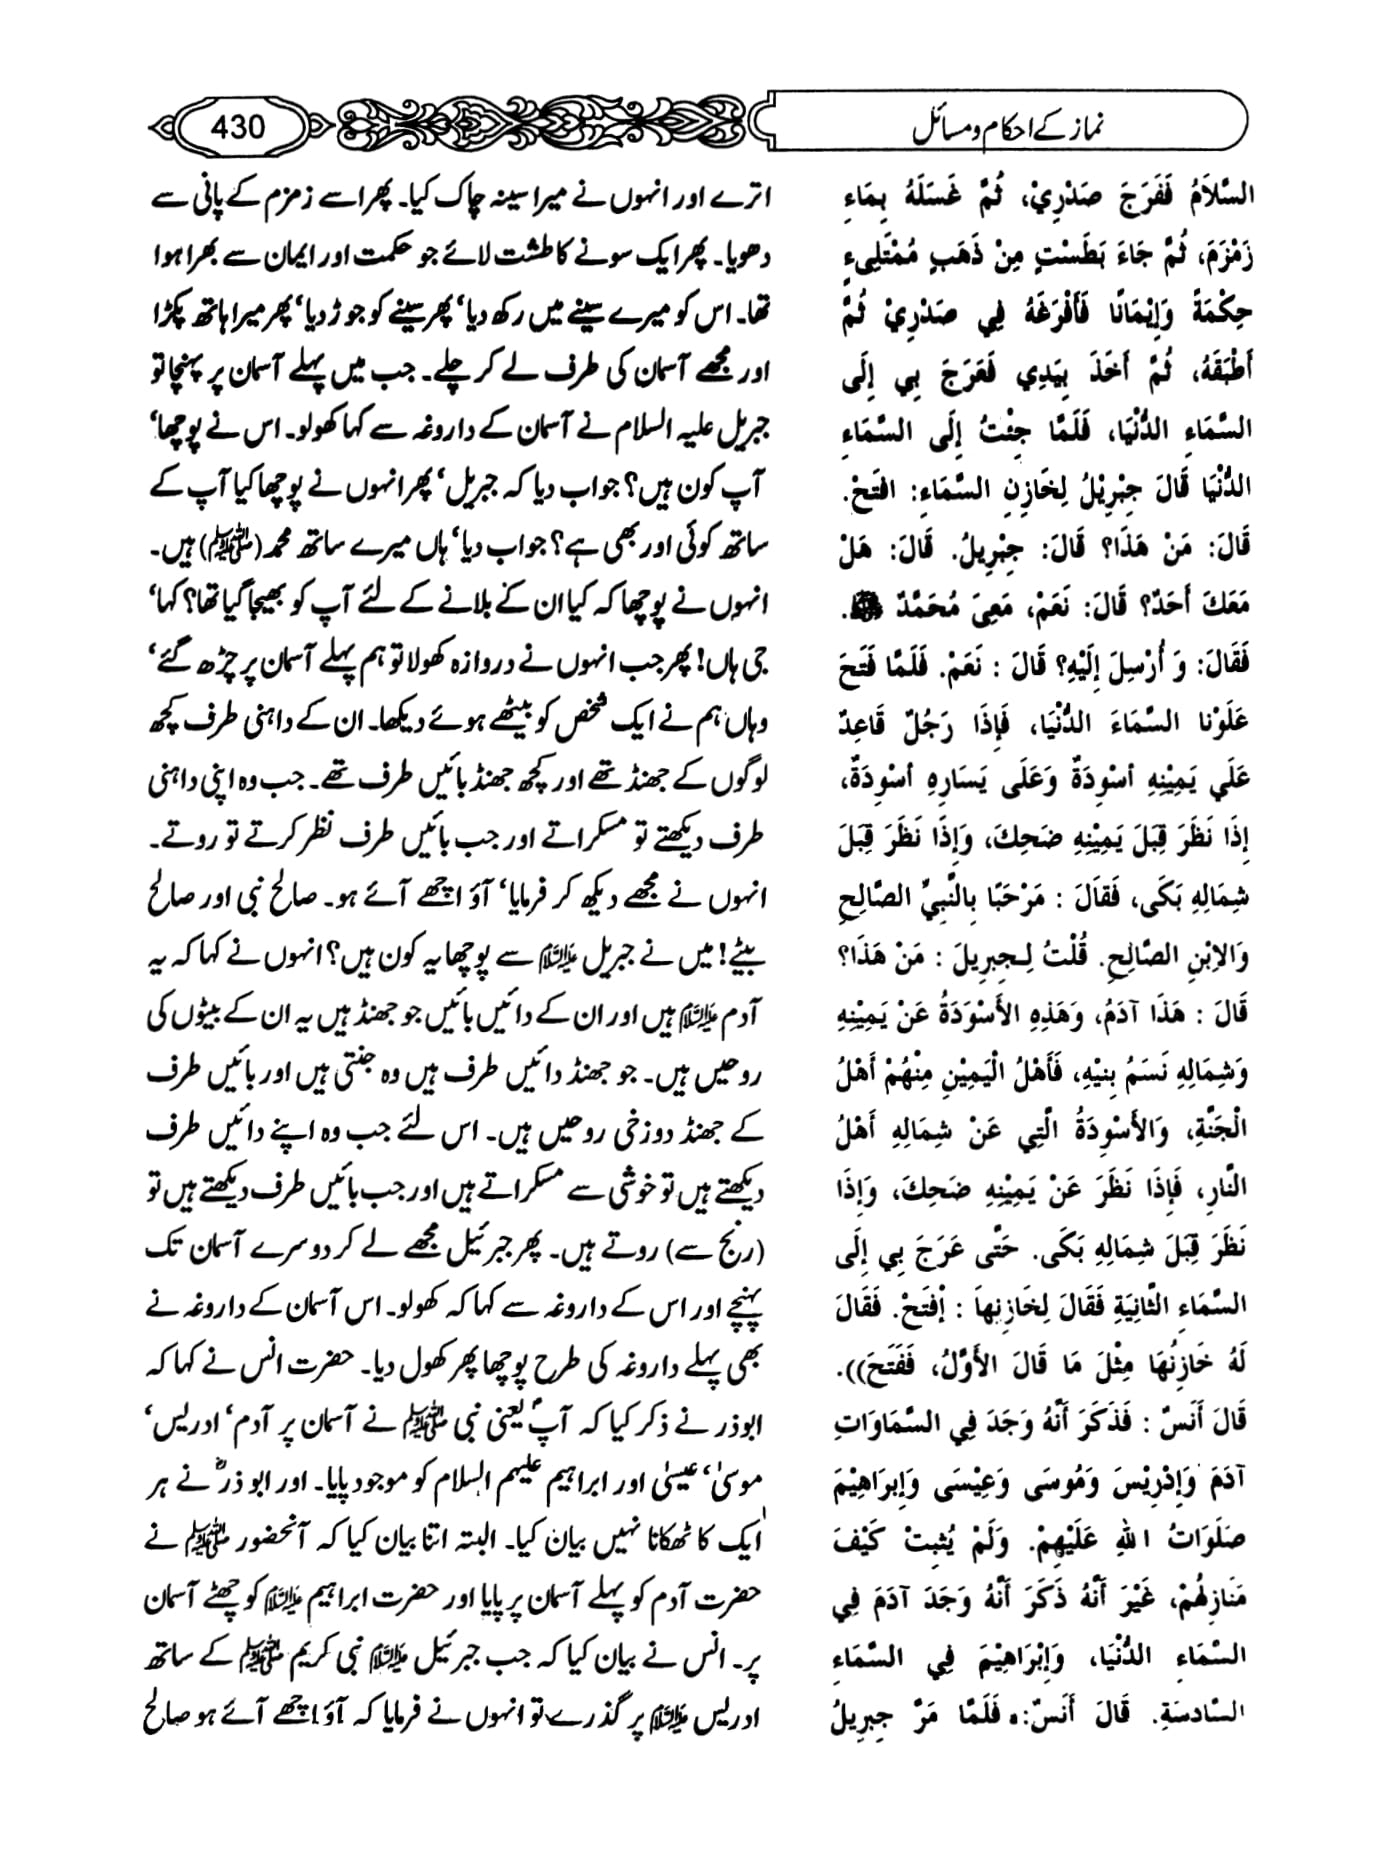 نماز کے احکام و مسائل
430
السَّلاَمُ فَفَرَجَ صَدْرِيْ، ثُمَّ غَسَلَهُ بِمَاءِ
زَمْزَمَ، ثُمَّ جَاءَ بَطَسْتٍ مِنْ ذَهَبٍ مُمْتَلِىءٍ
حِكْمَةً وَإِيْمَانًا فَأَفْرَغَهُ فِي صَدْرِيْ ثُمَّ
أَطْبَقَهُ، ثُمَّ أَخَذَ بِيَدِي فَعَرَجَ بِي إِلَى
السَّمَاءِ الدُّنْيَا، فَلَمَّا جِئْتُ إِلَى السَّمَاءِ
الدُّنْيَا قَالَ جِبْرِيْلُ لِخَازِنِ السَّمَاءِ: افتَحْ.
قَالَ: مَنْ هَذَا؟ قَالَ: جِبْرِيلُ. قَالَ: هَلْ
مَعَكَ أَحَدٌ؟ قَالَ: نَعَمْ، مَعِيَ مُحَمَّدٌ ﷺ.
فَقَالَ: وَ أُرْسِلَ إِلَيْهِ؟ قَالَ : نَعَمْ. فَلَمَّا فَتَحَ
عَلَوْنا السَّمَاءَ الدُّنْيَا، فَإِذَا رَجُلٌ قَاعِدٌ
عَلَي يَمِيْنِهِ أسْوِدَةٌ وَعَلَى يَسَارِهِ أسْوِدَةٌ،
إِذَا نَظَرَ قِبَلَ يَمِيْنِهِ ضَحِكَ، وَإِذَا نَظَرَ قِبَلَ
شِمَالِهِ بَكَى، فَقَالَ : مَرْحَبًا بِالنَّبِيِّ الصَّالِحِ
وَالاِبْنِ الصَّالِحِ. قُلْتُ لِجِبرِيلَ : مَنْ هَذَا؟
قَالَ : هَذَا آدَمُ، وَهَذِهِ الأَسْوَدَةُ عَنْ يَمِيْنِهِ
وَشِمَالِهِ نَسَمُ بِنيْهِ، فَأَهْلُ الْيَمِيْنِ مِنْهُمْ أَهْلُ
الْجَنَّةِ، وَالأَسْوِدَةُ الَّتِي عَنْ شِمَالِهِ أَهْلُ
النَّارِ، فَإِذَا نَظَرَ عَنْ يَمِيْنِهِ ضَحِكَ، وَإِذَا
نَظَرَ قِبَلَ شِمَالِهِ بَكَى. حَتَّى عَرَجَ بِي إِلَى
السَّمَاءِ الثَّانِيَةِ فَقَالَ لِخَازِنِهاَ : اِفتَحْ. فَقَالَ
لَهُ خَازِنُهَا مِثْلَ مَا قَالَ الأَوَّلُ، فَفَتَحَ)).
قَالَ أَنَسٌ : فَذَكَرَ أَنَّهُ وَجَدَ فِي السَّمَاوَاتِ
آدَمَ وَإِدْرِيْسَ وَمُوسَى وَعِيْسَى وَإِبرَاهِيْمَ
صَلَوَاتُ اللهِ عَلَيْهِمْ. وَلَمْ يُثبِتْ كَيْفَ
مَنَازِلُهُمْ، غَيْرَ أَنَّهُ ذَكَرَ أَنَّهُ وَجَدَ آدَمَ فِي
السَّمَاءِ الدُّنْيَا، وَإِبْرَاهِيْمَ فِي السَّمَاءِ
السَّادسَةِ. قَالَ أَنَسٌ: فَلَمَّا مَرَّ جِبرِيلُ
اترے اور انہوں نے میرا سینہ چاک کیا۔ پھر اسے زمزم کے پانی سے
دھویا۔ پھر ایک سونے کا طشت لائے جو حکمت اور ایمان سے بھرا ہوا
تھا۔ اس کو میرے سینے میں رکھ دیا‘ پھر سینے کو جوڑ دیا‘ پھر میرا ہاتھ پکڑا
اور مجھے آسمان کی طرف لے کر چلے۔ جب میں پہلے آسمان پر پہنچا تو
جبریل علیہ السلام نے آسمان کے داروغہ سے کہا کھولو۔ اس نے پوچھا‘
آپ کون ہیں؟ جواب دیا کہ جبریل‘ پھر انہوں نے پوچھا کیا آپ کے
ساتھ کوئی اور بھی ہے؟ جواب دیا‘ ہاں میرے ساتھ محمد (ﷺ) ہیں۔
انہوں نے پوچھا کہ کیا ان کے بلانے کے لئے آپ کو بھیجا گیا تھا؟ کہا‘
جی ہاں! پھر جب انہوں نے دروازہ کھولا تو ہم پہلے آسمان پر چڑھ گئے‘
وہاں ہم نے ایک شخص کو بیٹھے ہوئے دیکھا۔ ان کے داہنی طرف کچھ
لوگوں کے جھنڈ تھے اور کچھ جھنڈ بائیں طرف تھے۔ جب وہ اپنی داہنی
طرف دیکھتے تو مسکراتے اور جب بائیں طرف نظر کرتے تو روتے۔
انہوں نے مجھے دیکھ کر فرمایا‘ آؤ اچھے آئے ہو۔ صالح نبی اور صالح
بیٹے! میں نے جبریل علیہ السلام سے پوچھا یہ کون ہیں؟ انہوں نے کہا کہ یہ
آدم علیہ السلام ہیں اور ان کے دائیں بائیں جو جھنڈ ہیں یہ ان کے بیٹوں کی
روحیں ہیں۔ جو جھنڈ دائیں طرف ہیں وہ جنتی ہیں اور بائیں طرف
کے جھنڈ دوزخی روحیں ہیں۔ اس لئے جب وہ اپنے دائیں طرف
دیکھتے ہیں تو خوشی سے مسکراتے ہیں اور جب بائیں طرف دیکھتے ہیں تو
(رنج سے) روتے ہیں۔ پھر جبرئیل مجھے لے کر دوسرے آسمان تک
پہنچے اور اس کے داروغہ سے کہا کہ کھولو۔ اس آسمان کے داروغہ نے
بھی پہلے داروغہ کی طرح پوچھا پھر کھول دیا۔ حضرت انس نے کہا کہ
ابوذر نے ذکر کیا کہ آپؐ یعنی نبی ﷺ نے آسمان پر آدم‘ ادریس‘
موسیٰ‘ عیسیٰ اور ابراہیم علیہم السلام کو موجود پایا۔ اور ابو ذرؓ نے ہر
ایک کا ٹھکانا نہیں بیان کیا۔ البتہ اتنا بیان کیا کہ آنحضور ﷺ نے
حضرت آدم کو پہلے آسمان پر پایا اور حضرت ابراہیم علیہ السلام کو چھٹے آسمان
پر۔ انس نے بیان کیا کہ جب جبرئیل علیہ السلام نبی کریم ﷺ کے ساتھ
ادریس علیہ السلام پر گذرے تو انہوں نے فرمایا کہ آؤ اچھے آئے ہو صالح